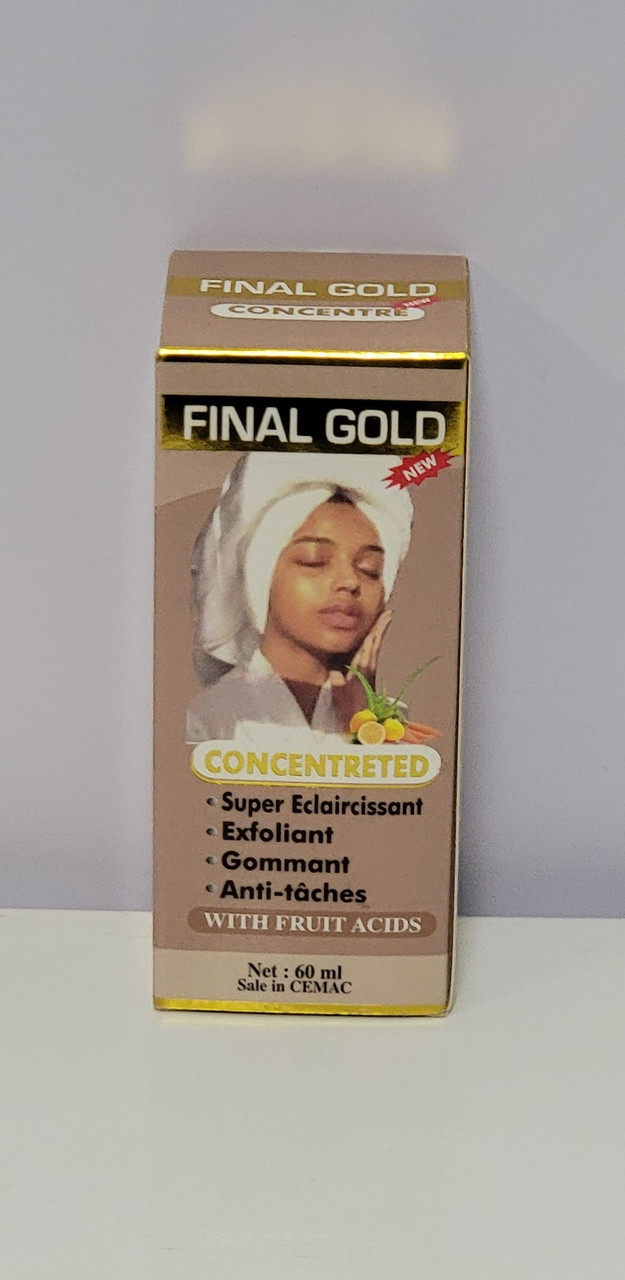 FINAL GOLD
NEW
CONCENTRE
FINAL GOLD
NEW
CONCENTRETED
• Super Eclaircissant
• Exfoliant
• Gommant
• Anti-tâches
WITH FRUIT ACIDS
Net : 60 ml
Sale in CEMAC